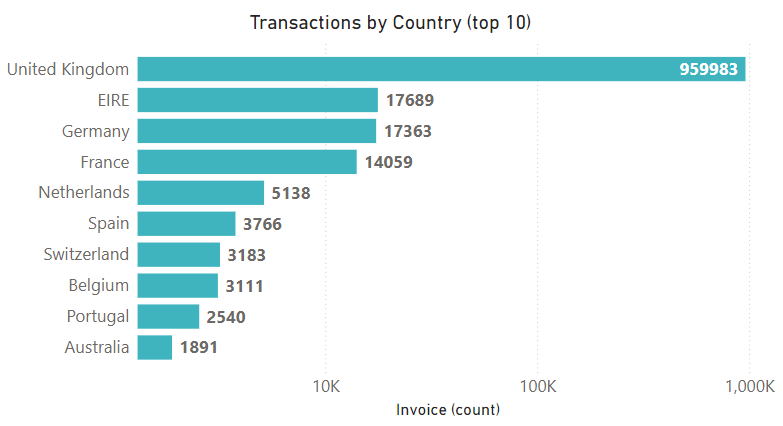 Transactions by Country (top 10)
United Kingdom 959983
EIRE 17689
Germany 17363
France 14059
Netherlands 5138
Spain 3766
Switzerland 3183
Belgium 3111
Portugal 2540
Australia 1891
10K 100K 1,000K
Invoice (count)